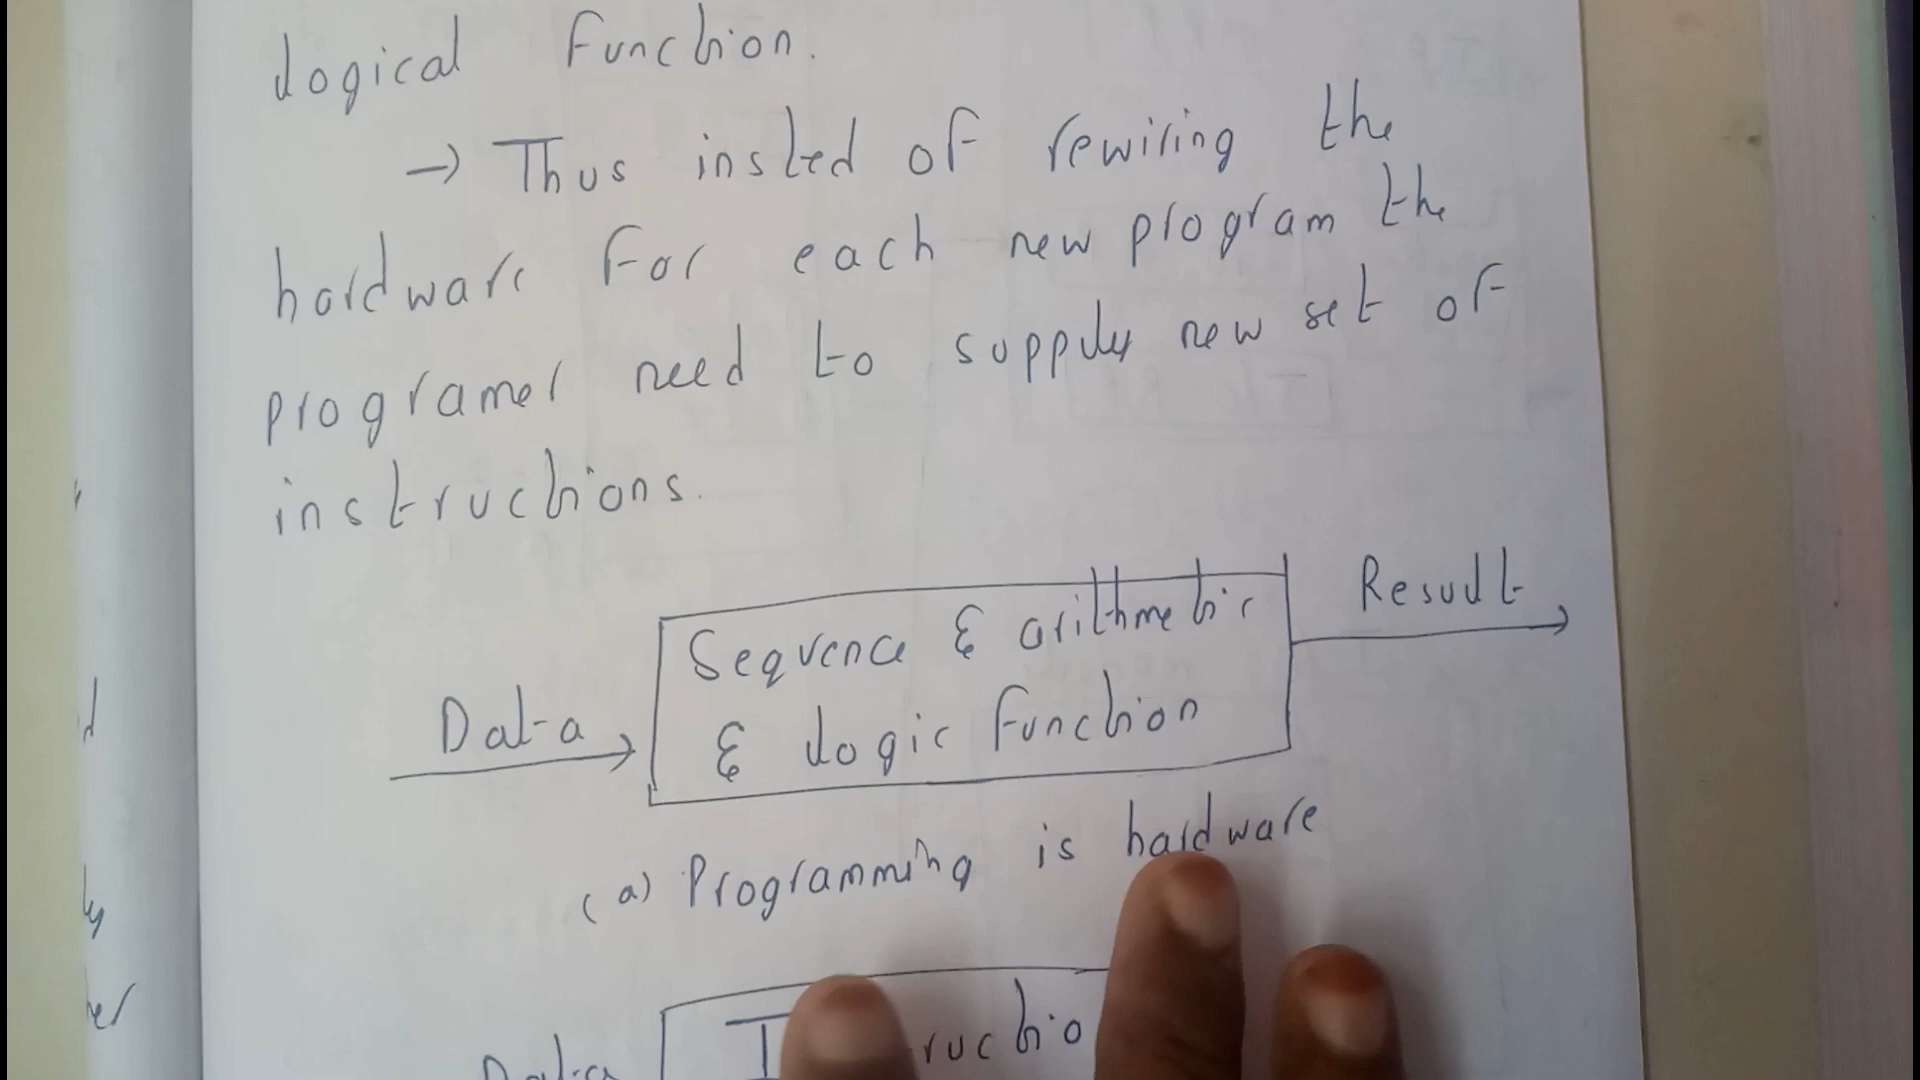 logical function.
→ Thus insted of rewiring the
hardware for each new program the
programer need to supply new set of
instructions.
Result
Sequence & arithmetic
Data
& logic function
(a) Programming is hardware
Data